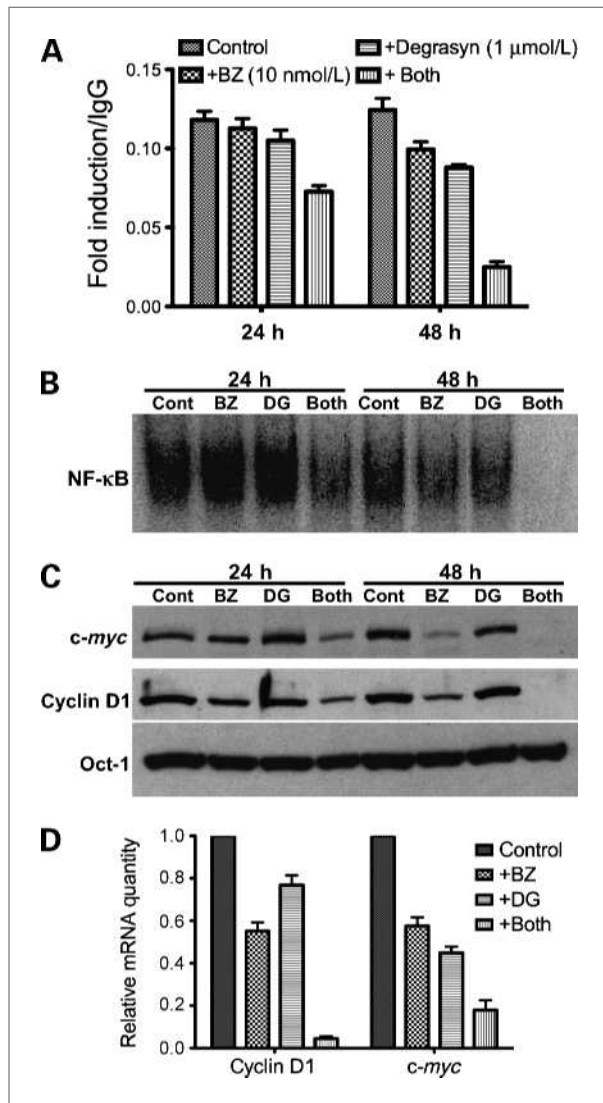 A
Control
+Degrasyn (1 μmol/L)
+BZ (10 nmol/L)
+ Both
Fold induction/IgG
0.15
0.10
0.05
0.00
24 h
48 h
B
24 h
48 h
Cont BZ DG Both Cont BZ DG Both
NF-κB
C
24 h
48 h
Cont BZ DG Both Cont BZ DG Both
c-myc
Cyclin D1
Oct-1
D
Relative mRNA quantity
1.0
0.8
0.6
0.4
0.2
0.0
Control
+BZ
+DG
+Both
Cyclin D1
c-myc